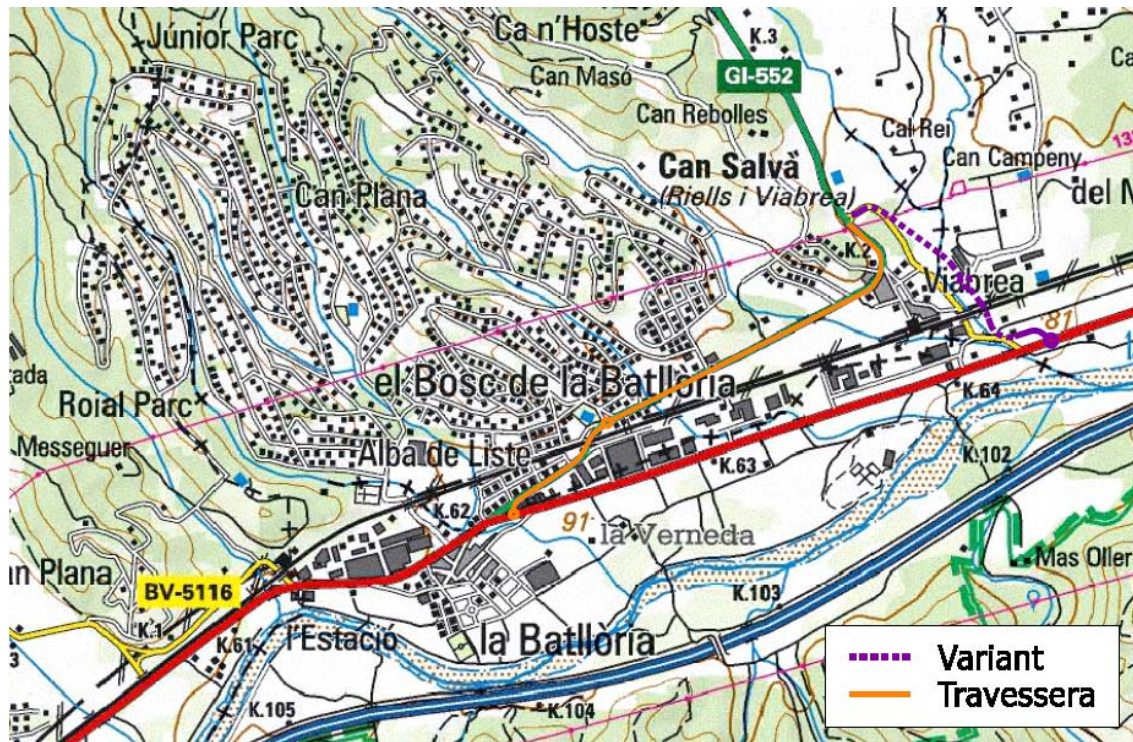 Júnior Parc
Ca n'Hoste
K.3
GI-552
Can Masó
Can Rebolles
Cal Rei
Can Salvà
(Riells i Viabrea)
Can Campeny
Can Plana
K.2
Viabrea
81
el Bosc de la Batllòria
Roial Parc
K.64
Messeguer
Alba de Liste
K.63
K.102
K.62
91
la Verneda
Mas Oller
BV-5116
K.103
K.1
K.61
l'Estació
la Batllòria
K.105
K.104
Variant
Travessera